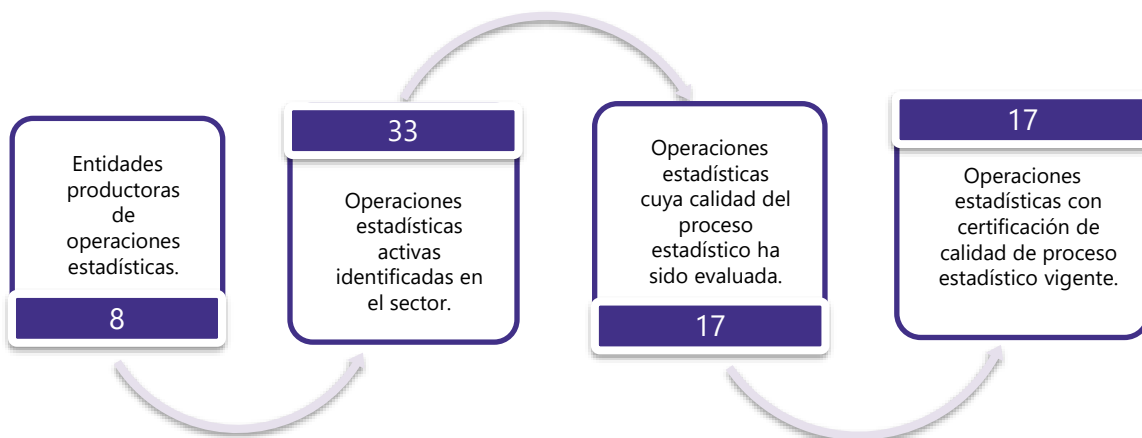 Entidades
productoras
de
operaciones
estadísticas.
8
33
Operaciones
estadísticas
activas
identificadas en
el sector.
Operaciones
estadísticas
cuya calidad del
proceso
estadístico ha
sido evaluada.
17
17
Operaciones
estadísticas con
certificación de
calidad de proceso
estadístico vigente.